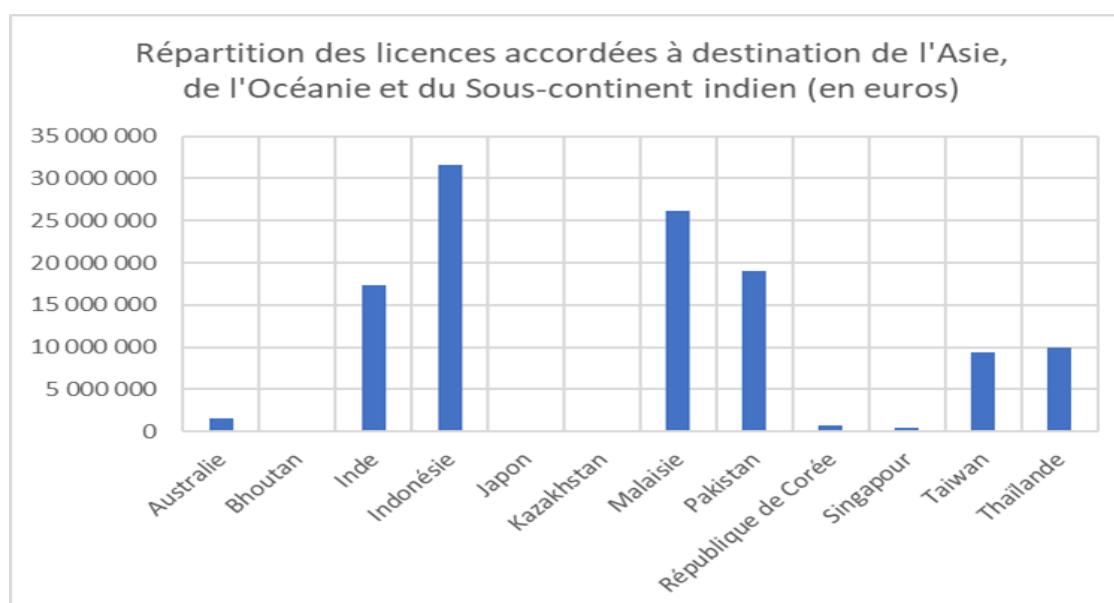 Répartition des licences accordées à destination de l'Asie,
de l'Océanie et du Sous-continent indien (en euros)
35 000 000
30 000 000
25 000 000
20 000 000
15 000 000
10 000 000
5 000 000
0
Australie
Bhoutan
Inde
Indonésie
Japon
Kazakhstan
Malaisie
Pakistan
République de Corée
Singapour
Taiwan
Thaïlande